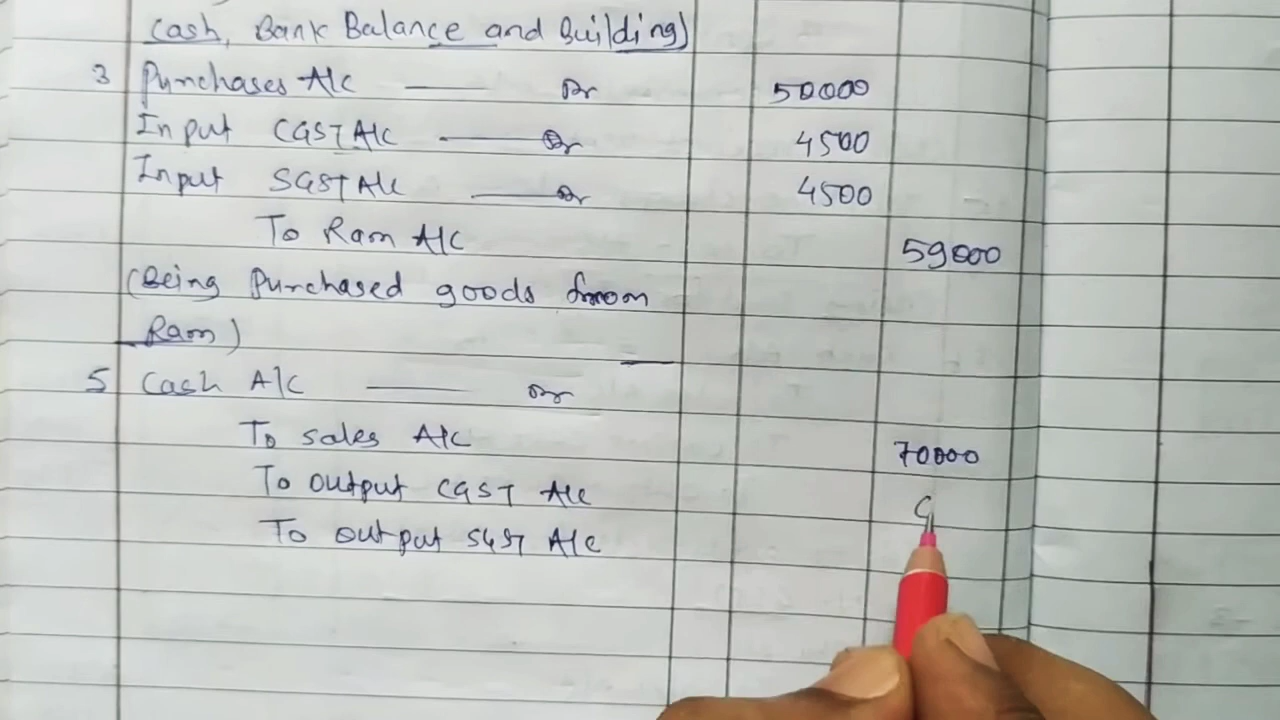 Cash, Bank Balance and Building)
3 Purchases A/c —— Dr 50000
Input CGST A/c —— Dr 4500
Input SGST A/c —— Dr 4500
To Ram A/c 59000
(Being Purchased goods from
Ram)
5 Cash A/c —— Dr
To sales A/c 70000
To output CGST A/c
To output SGST A/c